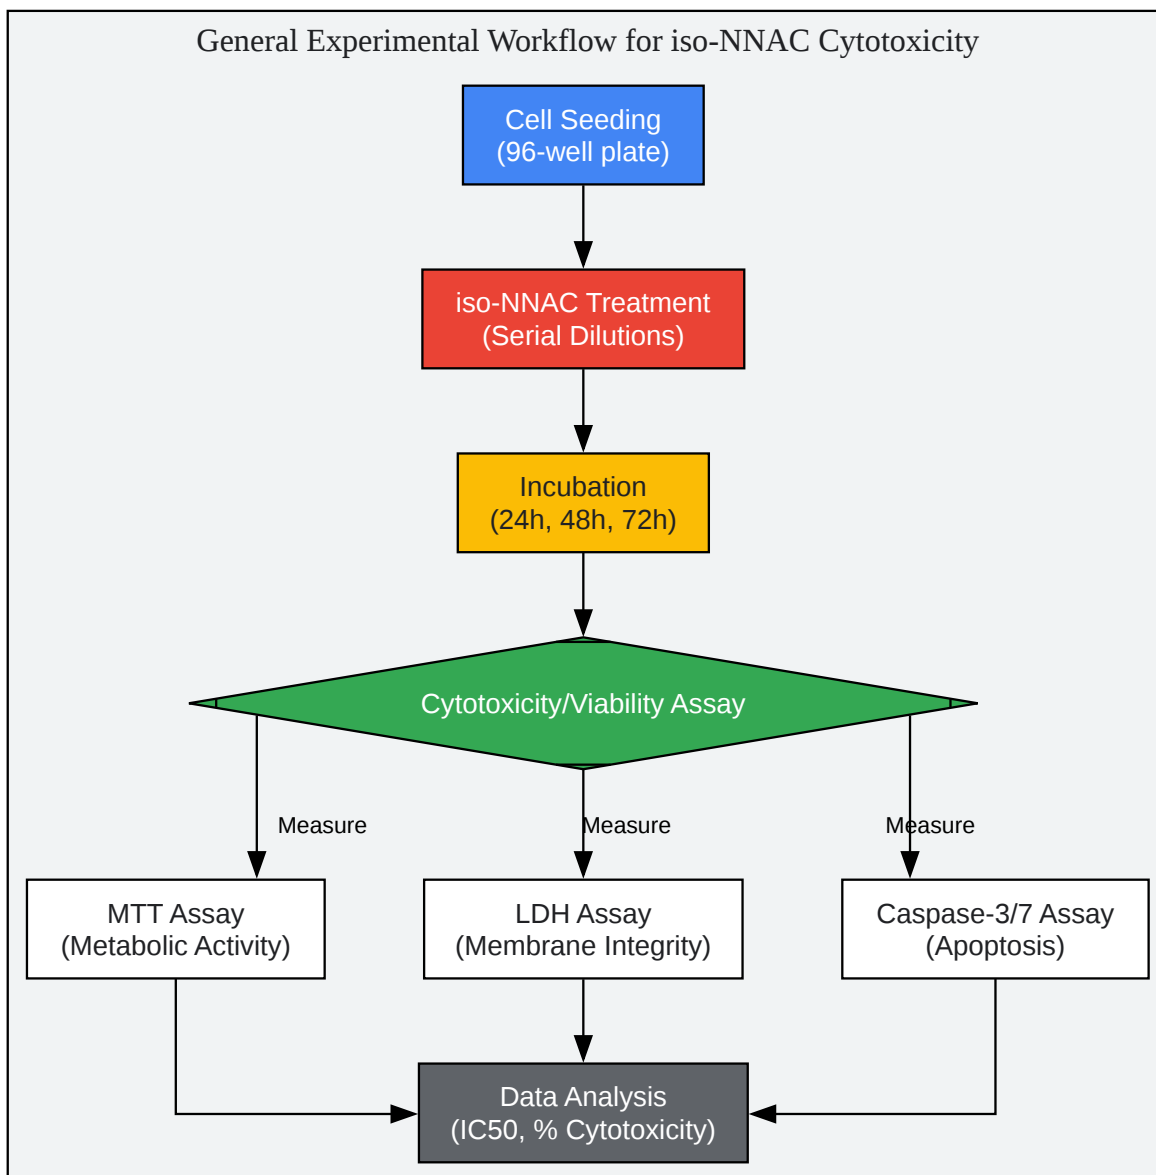 General Experimental Workflow for iso-NNAC Cytotoxicity
Cell Seeding
(96-well plate)
iso-NNAC Treatment
(Serial Dilutions)
Incubation
(24h, 48h, 72h)
Cytotoxicity/Viability Assay
Measure
Measure
Measure
MTT Assay
(Metabolic Activity)
LDH Assay
(Membrane Integrity)
Caspase-3/7 Assay
(Apoptosis)
Data Analysis
(IC50, % Cytotoxicity)